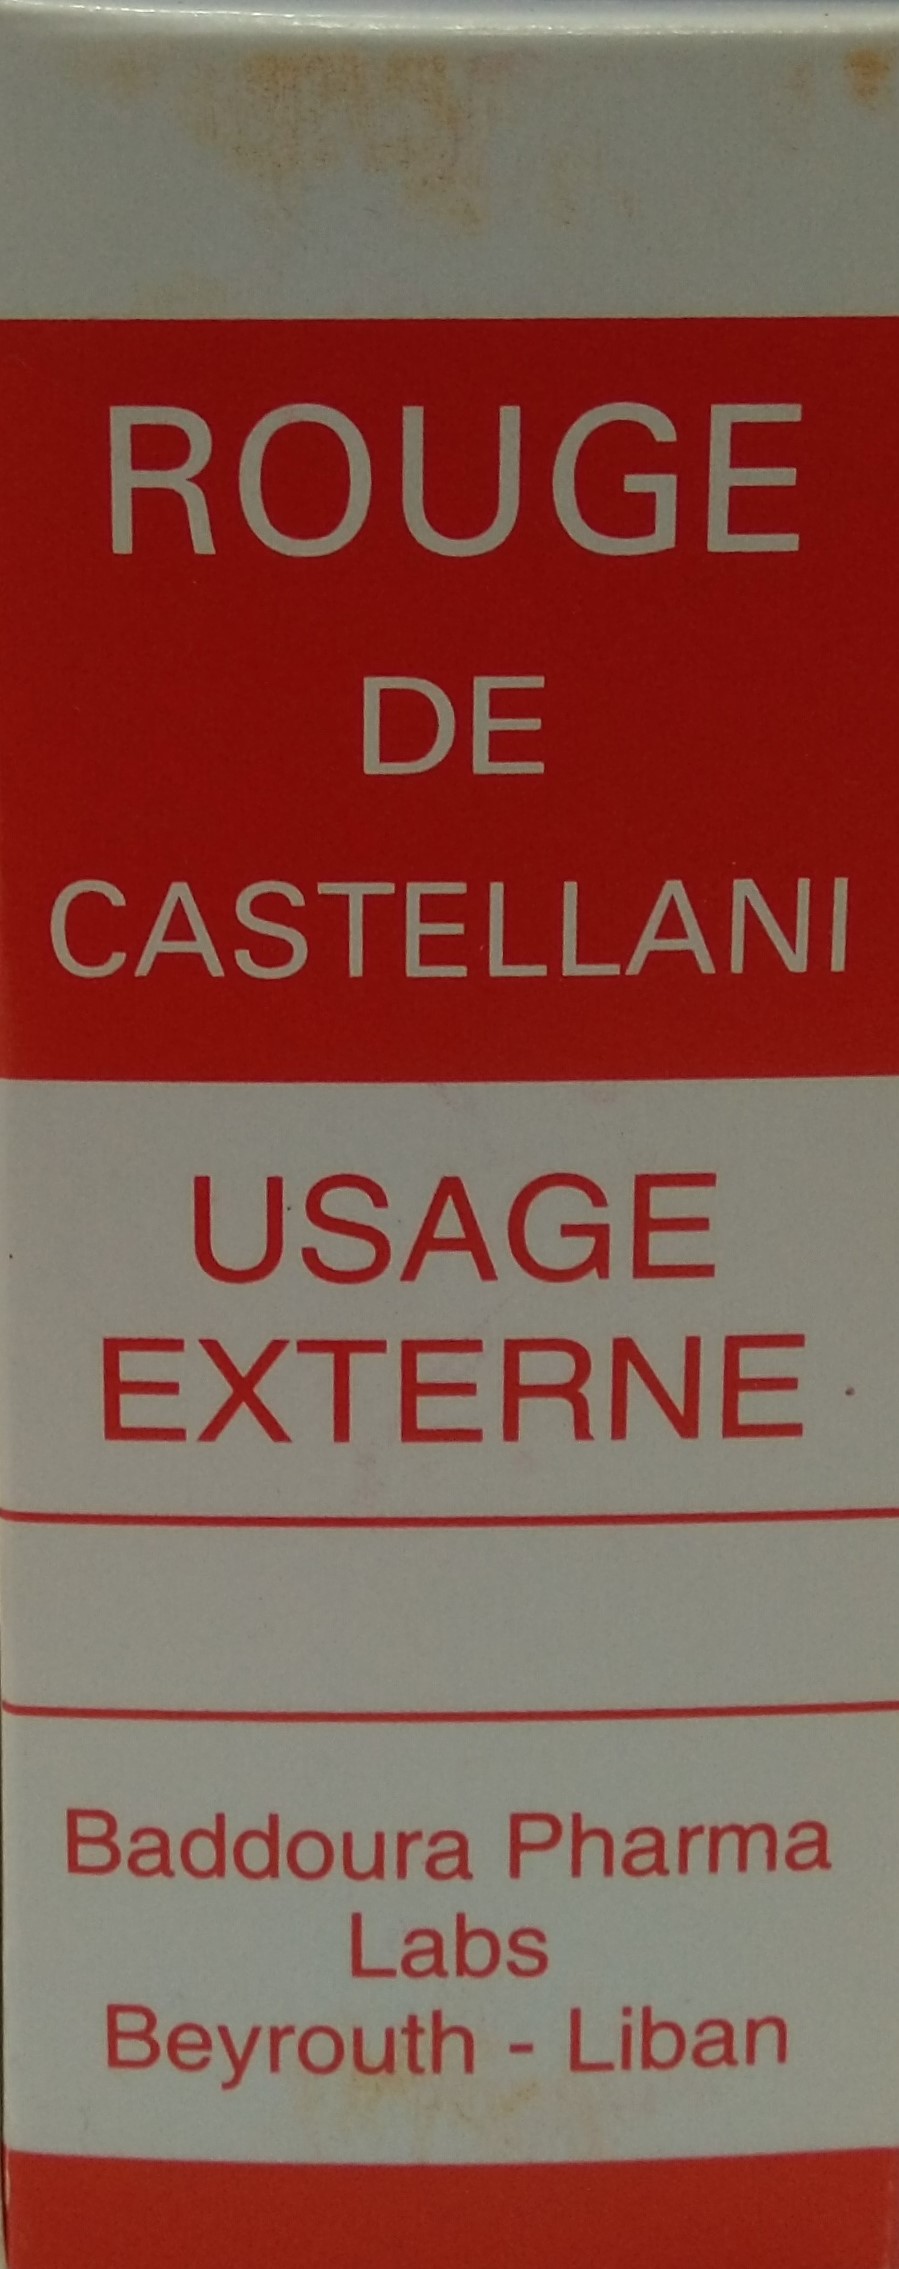 ROUGE
DE
CASTELLANI
USAGE
EXTERNE
Baddoura Pharma
Labs
Beyrouth - Liban